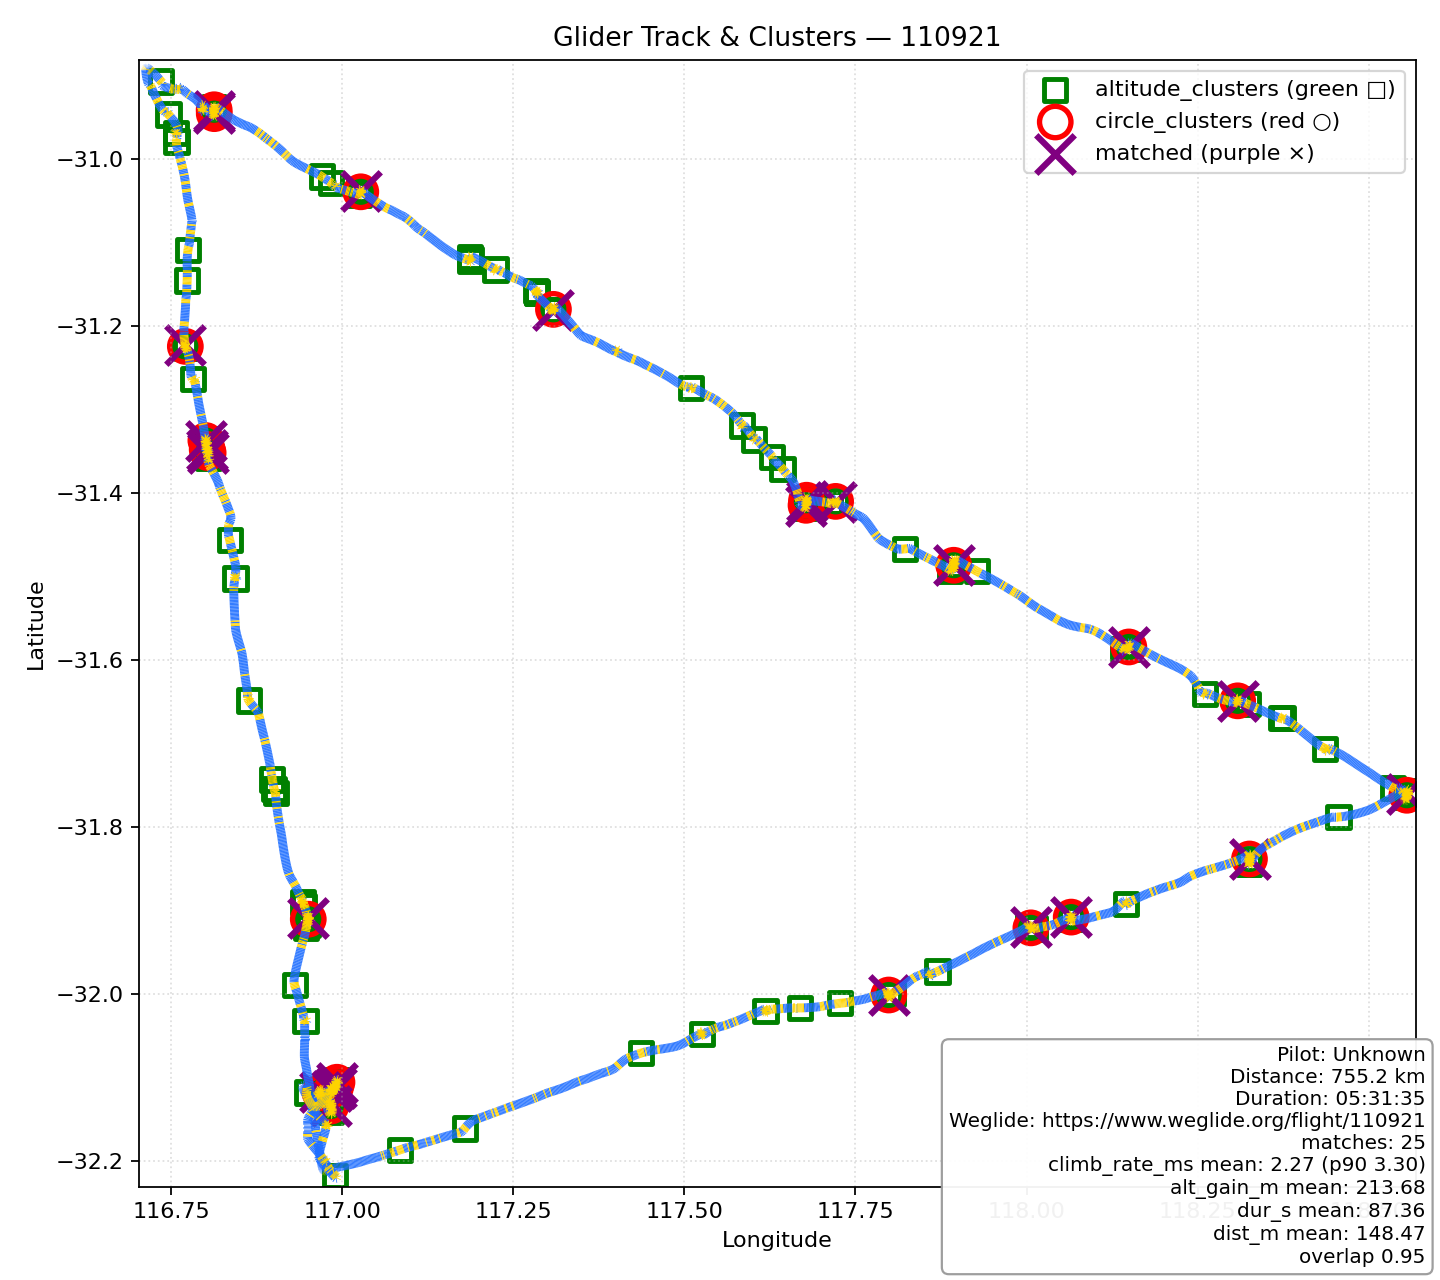 Glider Track & Clusters — 110921
altitude_clusters (green □)
circle_clusters (red ○)
matched (purple ×)
Latitude
−31.0
−31.2
−31.4
−31.6
−31.8
−32.0
−32.2
116.75
117.00
117.25
117.50
117.75
118.00
118.25
Longitude
Pilot: Unknown
Distance: 755.2 km
Duration: 05:31:35
Weglide: https://www.weglide.org/flight/110921
matches: 25
climb_rate_ms mean: 2.27 (p90 3.30)
alt_gain_m mean: 213.68
dur_s mean: 87.36
dist_m mean: 148.47
overlap 0.95